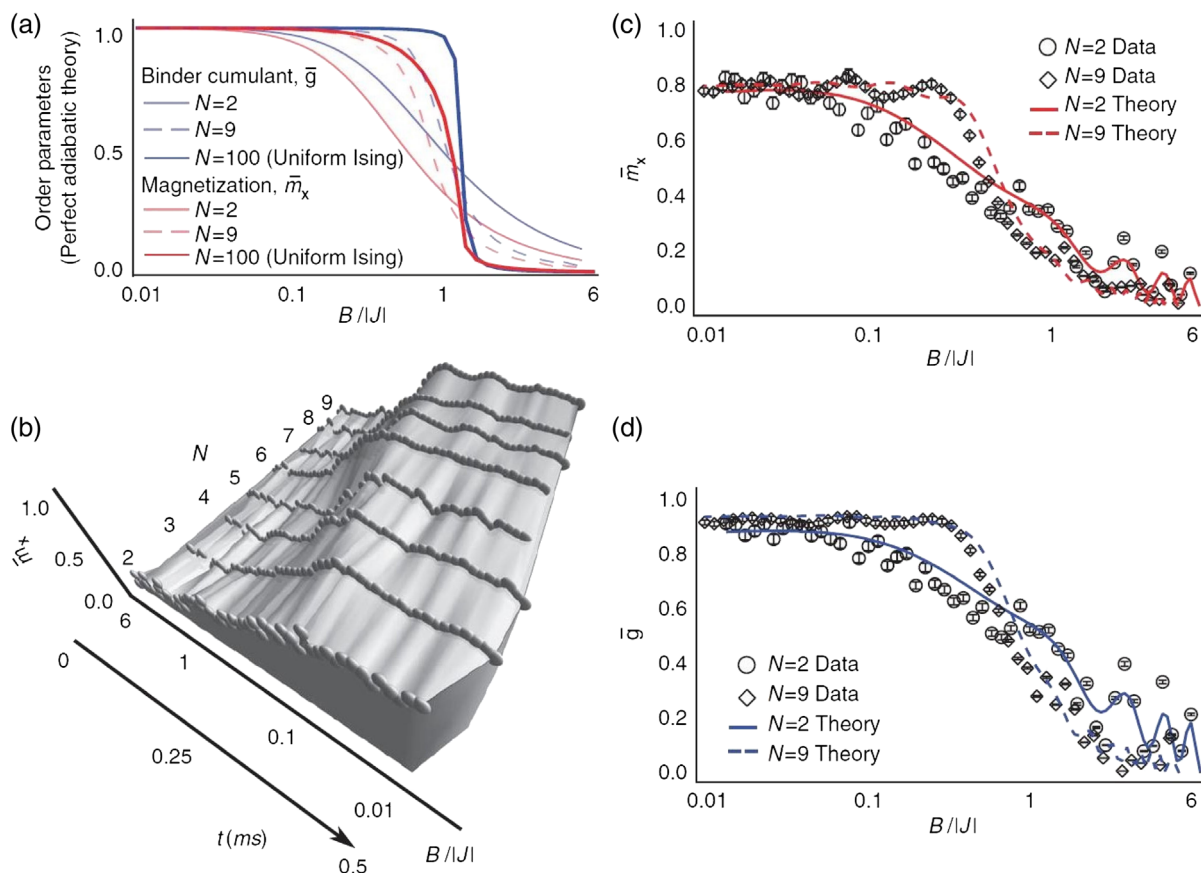 (a)
1.0
0.5
0.0
Order parameters
(Perfect adiabatic theory)
Binder cumulant, g̅
N=2
N=9
N=100 (Uniform Ising)
Magnetization, m̅x
N=2
N=9
N=100 (Uniform Ising)
0.01 0.1 1 6
B/|J|
(b)
N
9
8
7
6
5
4
3
2
m̅+
1.0
0.5
0.0
6
1
0.1
0.01
B/|J|
0
0.25
0.5
t(ms)
(c)
1.0
0.8
0.6
0.4
0.2
0.0
m̅x
N=2 Data
N=9 Data
N=2 Theory
N=9 Theory
0.01 0.1 1 6
B/|J|
(d)
1.0
0.8
0.6
0.4
0.2
0.0
g̅
N=2 Data
N=9 Data
N=2 Theory
N=9 Theory
0.01 0.1 1 6
B/|J|